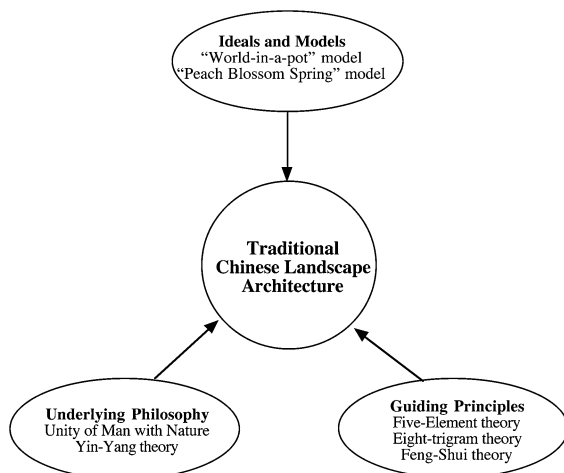 Ideals and Models
“World-in-a-pot” model
“Peach Blossom Spring” model
Traditional
Chinese Landscape
Architecture
Underlying Philosophy
Unity of Man with Nature
Yin-Yang theory
Guiding Principles
Five-Element theory
Eight-trigram theory
Feng-Shui theory